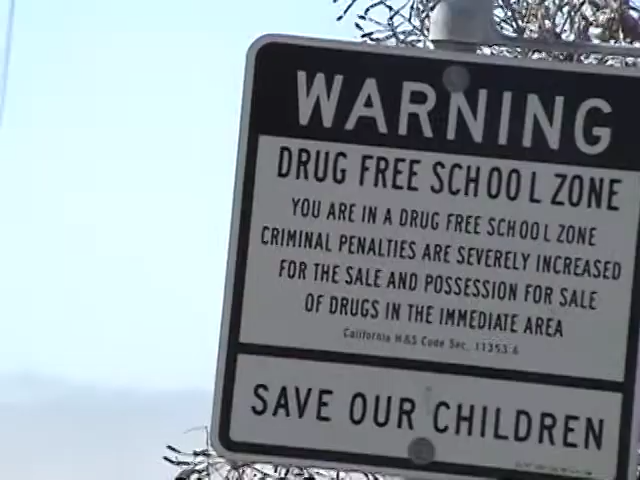 WARNING
DRUG FREE SCHOOL ZONE
YOU ARE IN A DRUG FREE SCHOOL ZONE
CRIMINAL PENALTIES ARE SEVERELY INCREASED
FOR THE SALE AND POSSESSION FOR SALE
OF DRUGS IN THE IMMEDIATE AREA
California H&S Code Sec. 11353.6
SAVE OUR CHILDREN